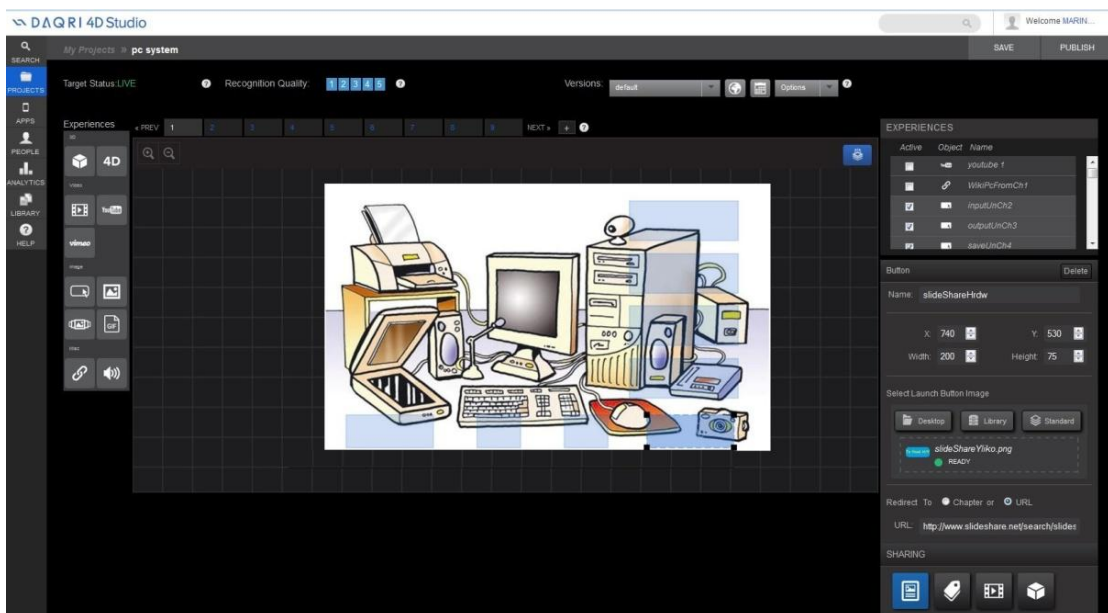 DAQRI 4D Studio
Welcome MARIN...
SEARCH
PROJECTS
APPS
PEOPLE
ANALYTICS
LIBRARY
HELP
My Projects » pc system
SAVE
PUBLISH
Target Status:LIVE
?
Recognition Quality:
1 2 3 4 5
?
Versions:
default
Options
?
Experiences
« PREV 1 2 3 4 5 6 7 8 9 NEXT » + ?
3D
4D
Video
YouTube
vimeo
Image
GIF
Misc
EXPERIENCES
Active Object Name
youtube 1
WikiPcFromCh1
inputUnCh2
outputUnCh3
saveUnCh4
Button
Delete
Name: slideShareHrdw
X: 740 Y: 530
Width: 200 Height: 75
Select Launch Button Image
Desktop
Library
Standard
slideShareYliko.png
READY
Redirect To Chapter or URL
URL: http://www.slideshare.net/search/slides
SHARING